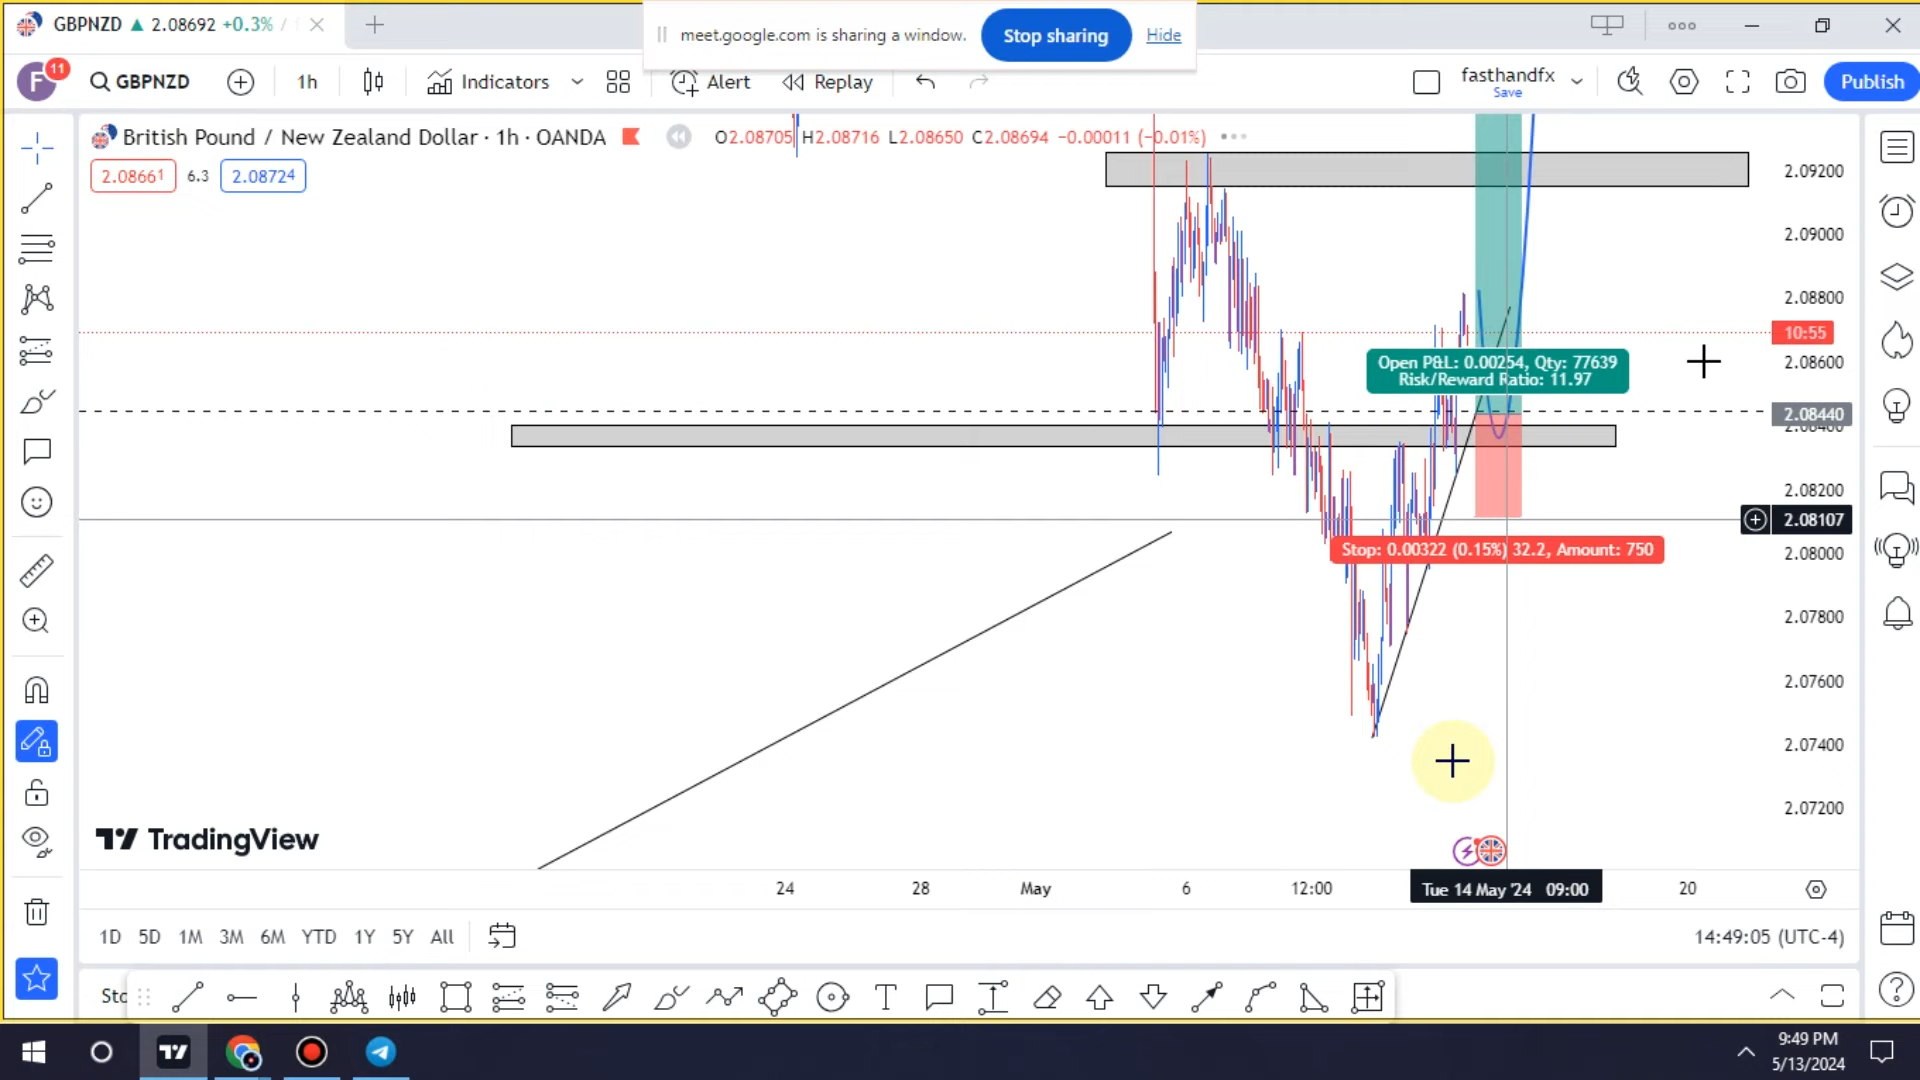 GBPNZD ▲ 2.08692 +0.3% /
meet.google.com is sharing a window.
Stop sharing
Hide
F
11
GBPNZD
1h
Indicators
Alert
Replay
fasthandfx
Save
Publish
British Pound / New Zealand Dollar · 1h · OANDA
O2.08705 H2.08716 L2.08650 C2.08694 −0.00011 (−0.01%)
2.08661
6.3
2.08724
2.09200
2.09000
2.08800
10:55
2.08600
Open P&L: 0.00254, Qty: 77639
Risk/Reward Ratio: 11.97
2.08440
2.08400
2.08200
2.08107
Stop: 0.00322 (0.15%) 32.2, Amount: 750
2.08000
2.07800
2.07600
2.07400
2.07200
TradingView
24
28
May
6
12:00
Tue 14 May '24 09:00
20
1D 5D 1M 3M 6M YTD 1Y 5Y All
14:49:05 (UTC-4)
Stc
9:49 PM
5/13/2024